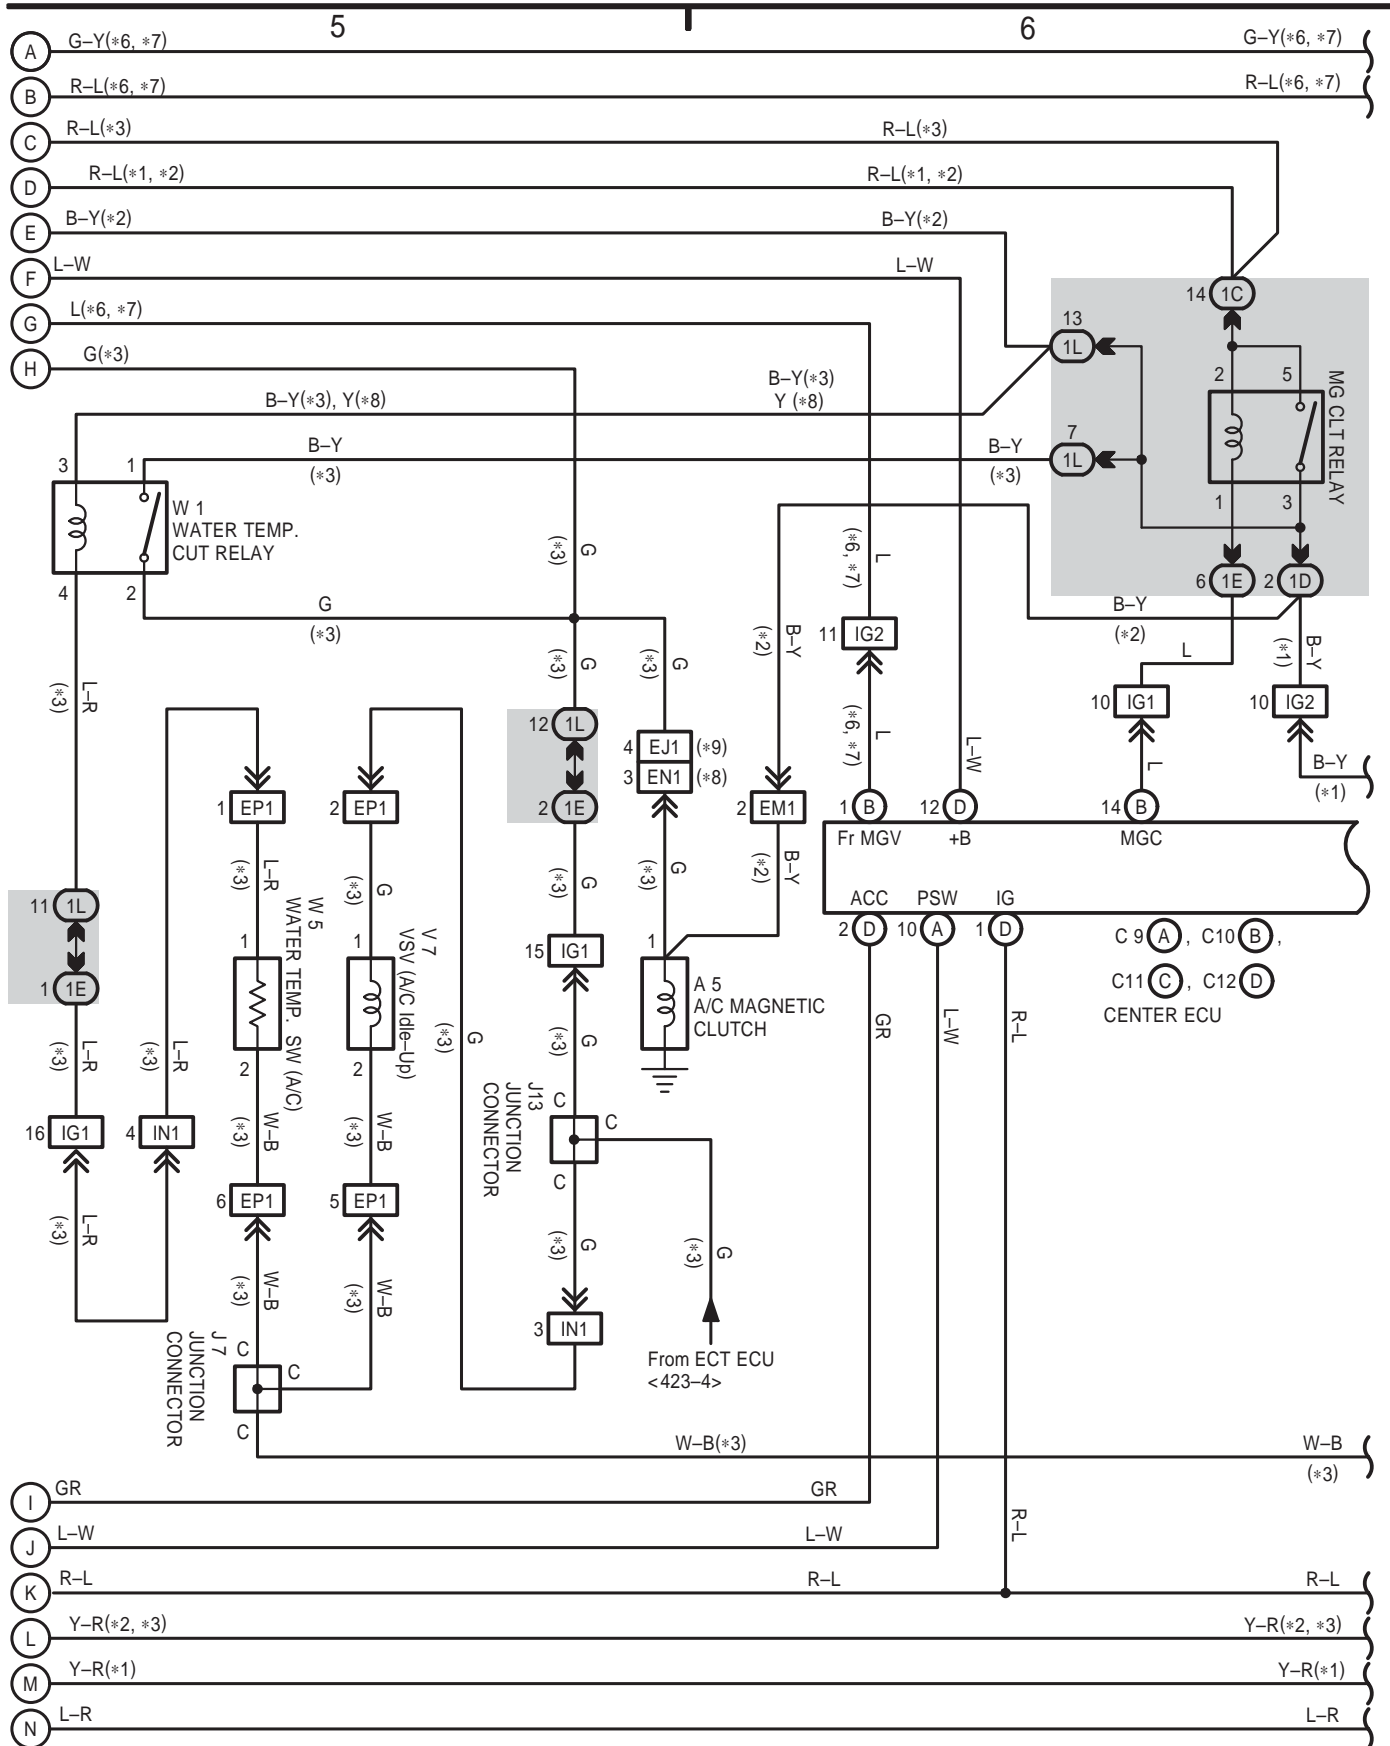 5
6
A G–Y(*6, *7) G–Y(*6, *7)
B R–L(*6, *7) R–L(*6, *7)
C R–L(*3) R–L(*3)
D R–L(*1, *2) R–L(*1, *2)
E B–Y(*2) B–Y(*2)
F L–W L–W
G L(*6, *7)
H G(*3)
14 1C
13
1L
2 5
MG CLT RELAY
B–Y(*3)
Y (*8)
B–Y(*3), Y(*8)
7
1L
B–Y
(*3)
B–Y
(*3)
3 1
W 1
WATER TEMP.
CUT RELAY
4 2
1 3
6 1E 2 1D
G
(*3)
G
(*3)
L
(*6, *7)
B–Y
(*2)
11 IG2
B–Y
(*2)
L
B–Y
(*1)
G
(*3)
G
(*3)
L–R
(*3)
10 IG1
10 IG2
L
(*6, *7)
L–W
L
B–Y
(*1)
12 1L
2 1E
4 EJ1 (*9)
3 EN1 (*8)
1 EP1
2 EP1
2 EM1
1 B 12 D 14 B
Fr MGV +B MGC
L–R
(*3)
G
(*3)
G
(*3)
G
(*3)
B–Y
(*2)
ACC PSW IG
2 D 10 A 1 D
C 9 A , C10 B ,
C11 C , C12 D
CENTER ECU
11 1L
1 1E
1
W 5
WATER TEMP. SW (A/C)
2
1
V 7
VSV (A/C Idle–Up)
2
15 IG1
1
A 5
A/C MAGNETIC
CLUTCH
G
(*3)
G
(*3)
GR
L–W
R–L
L–R
(*3)
L–R
(*3)
16 IG1
4 IN1
W–B
(*3)
W–B
(*3)
J13
JUNCTION
CONNECTOR
C
C
C
6 EP1
5 EP1
L–R
(*3)
W–B
(*3)
W–B
(*3)
G
(*3)
G
(*3)
3 IN1
From ECT ECU
<423–4>
J 7
JUNCTION
CONNECTOR
C
C
C
W–B(*3) W–B
(*3)
I GR GR
J L–W L–W
R–L
K R–L R–L R–L
L Y–R(*2, *3) Y–R(*2, *3)
M Y–R(*1) Y–R(*1)
N L–R L–R